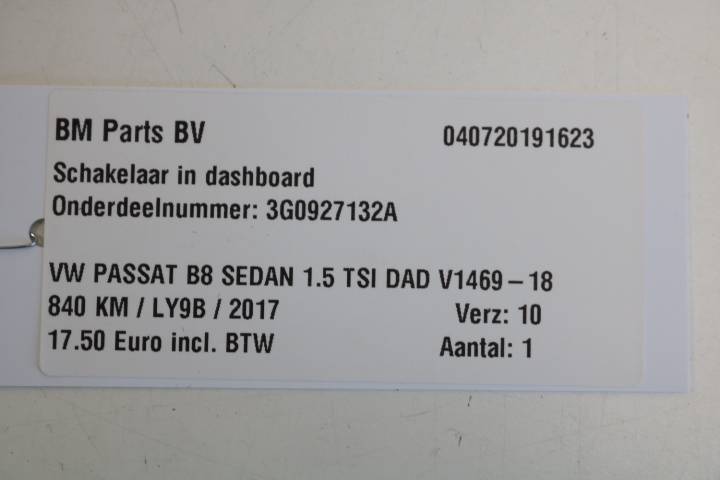 BM Parts BV 040720191623
Schakelaar in dashboard
Onderdeelnummer: 3G0927132A
VW PASSAT B8 SEDAN 1.5 TSI DAD V1469 – 18
840 KM / LY9B / 2017 Verz: 10
17.50 Euro incl. BTW Aantal: 1